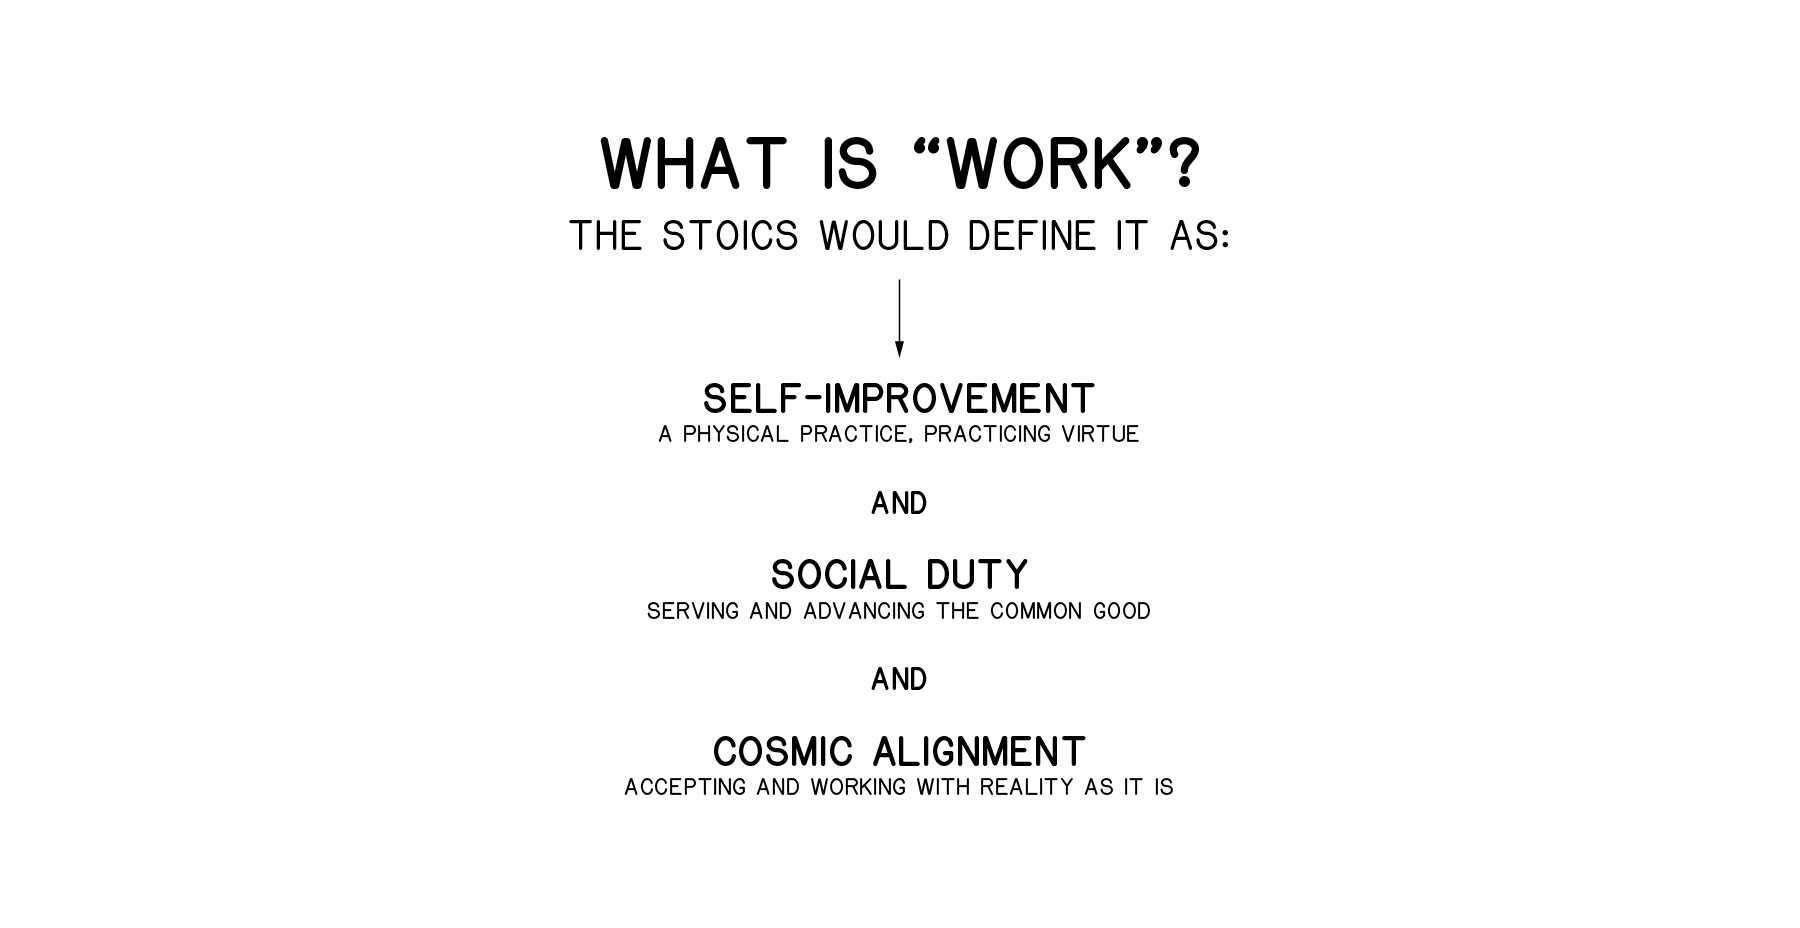 WHAT IS “WORK”?
THE STOICS WOULD DEFINE IT AS:
SELF-IMPROVEMENT
A PHYSICAL PRACTICE, PRACTICING VIRTUE
AND
SOCIAL DUTY
SERVING AND ADVANCING THE COMMON GOOD
AND
COSMIC ALIGNMENT
ACCEPTING AND WORKING WITH REALITY AS IT IS